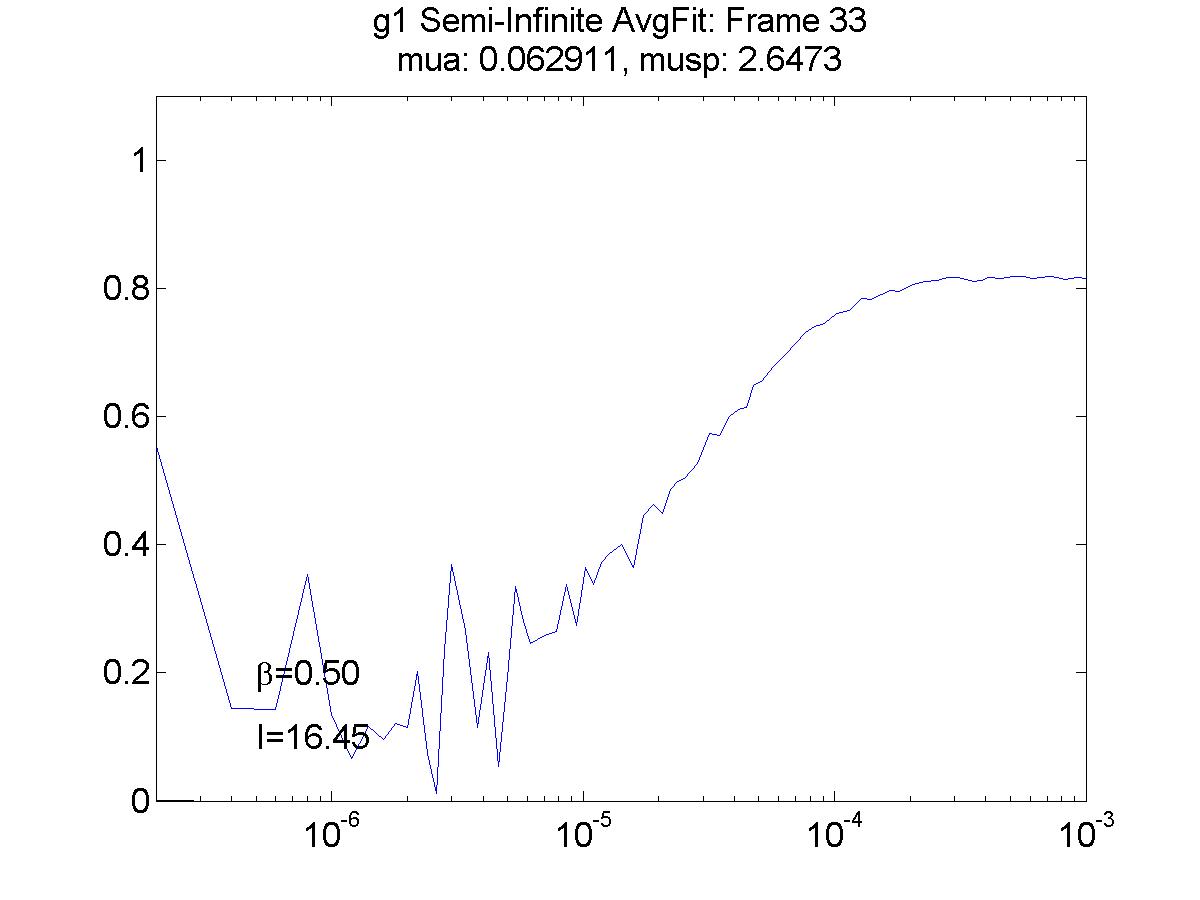 g1 Semi-Infinite AvgFit: Frame 33
mua: 0.062911, musp: 2.6473
1
0.8
0.6
0.4
0.2
0
β=0.50
I=16.45
10^-6
10^-5
10^-4
10^-3